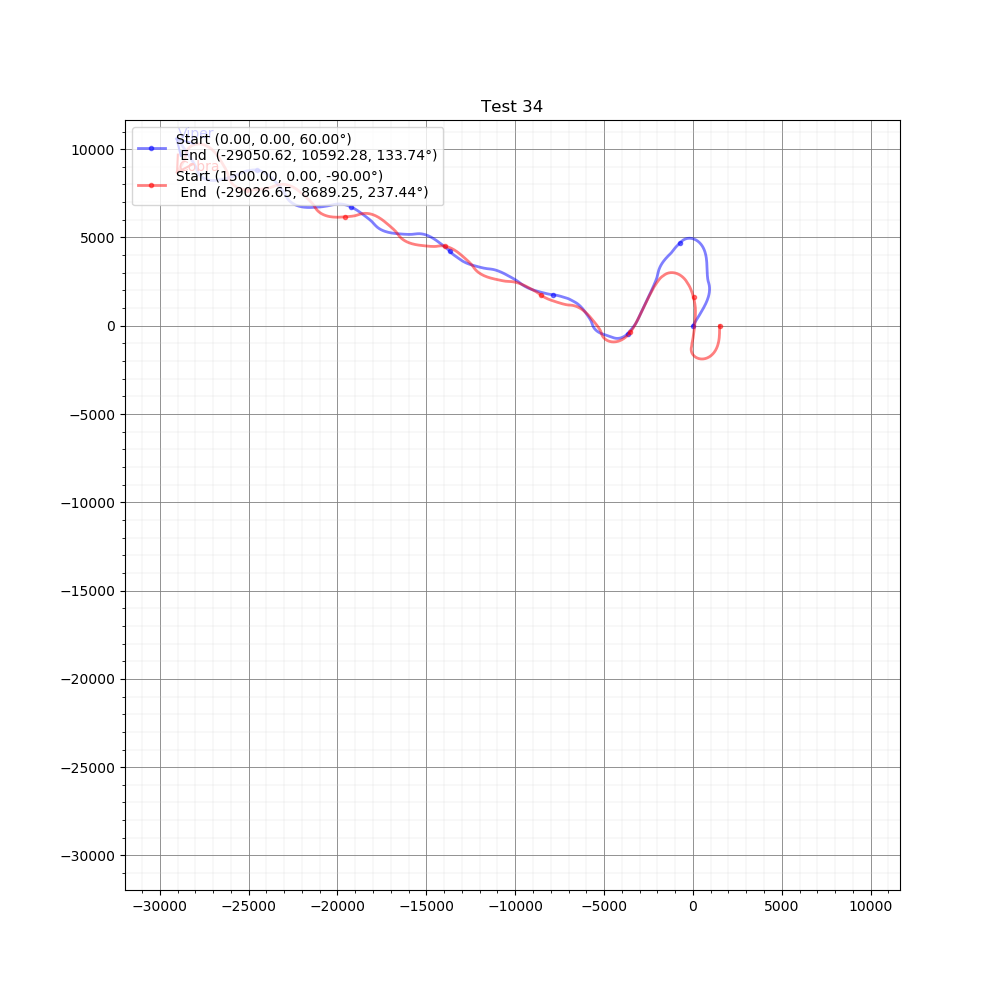 Test 34
Viper
Cobra
Start (0.00, 0.00, 60.00°)
End (-29050.62, 10592.28, 133.74°)
Start (1500.00, 0.00, -90.00°)
End (-29026.65, 8689.25, 237.44°)
10000
5000
0
−5000
−10000
−15000
−20000
−25000
−30000
−30000 −25000 −20000 −15000 −10000 −5000 0 5000 10000